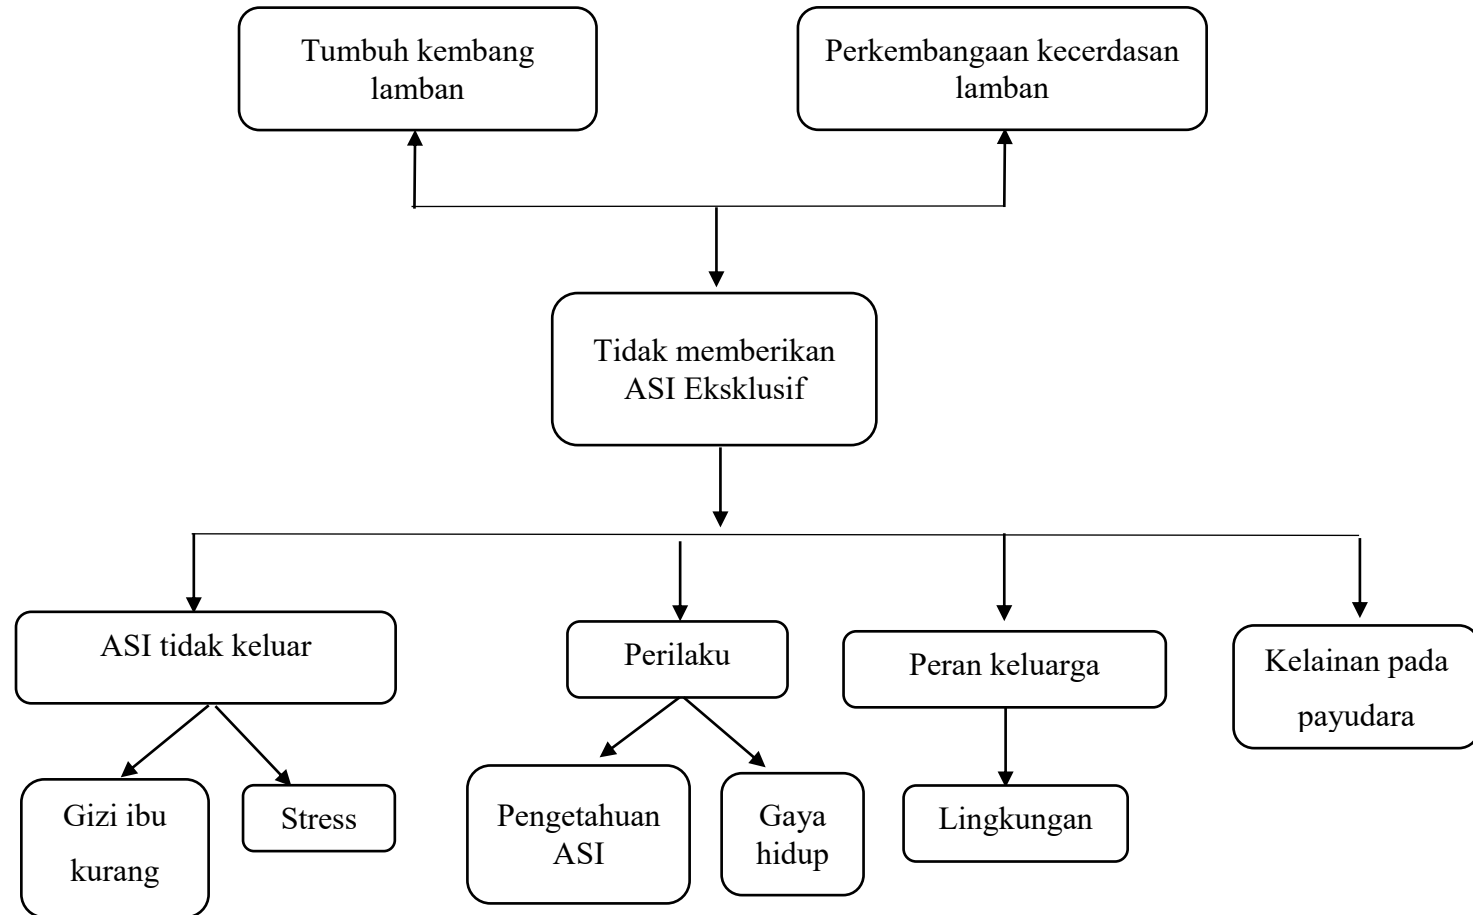 Tumbuh kembang
lamban
Perkembangaan kecerdasan
lamban
Tidak memberikan
ASI Eksklusif
ASI tidak keluar
Perilaku
Peran keluarga
Kelainan pada
payudara
Gizi ibu
kurang
Stress
Pengetahuan
ASI
Gaya
hidup
Lingkungan